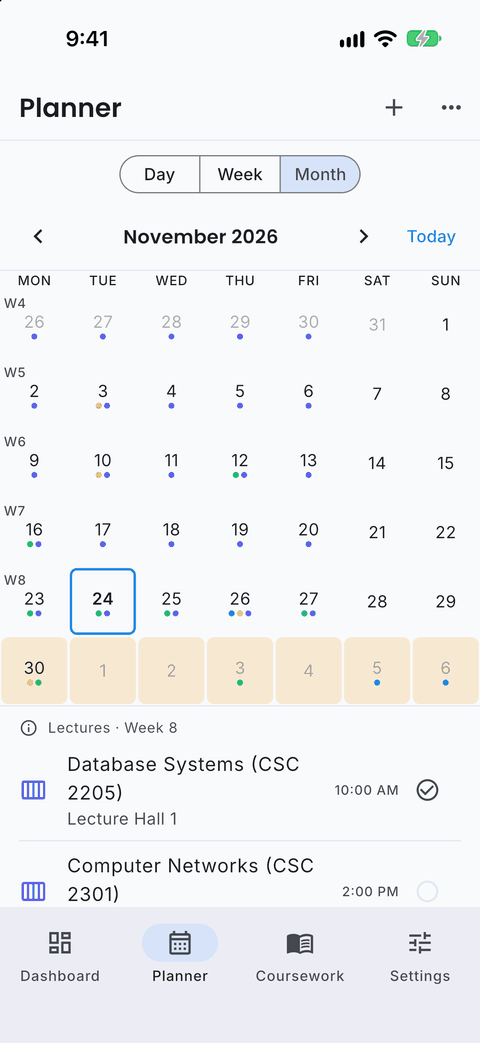 9:41
Planner
Day Week Month
November 2026 Today
MON TUE WED THU FRI SAT SUN
W4
26 27 28 29 30 31 1
W5
2 3 4 5 6 7 8
W6
9 10 11 12 13 14 15
W7
16 17 18 19 20 21 22
W8
23 24 25 26 27 28 29
30 1 2 3 4 5 6
Lectures · Week 8
Database Systems (CSC
2205)
10:00 AM
Lecture Hall 1
Computer Networks (CSC
2301)
2:00 PM
Dashboard Planner Coursework Settings